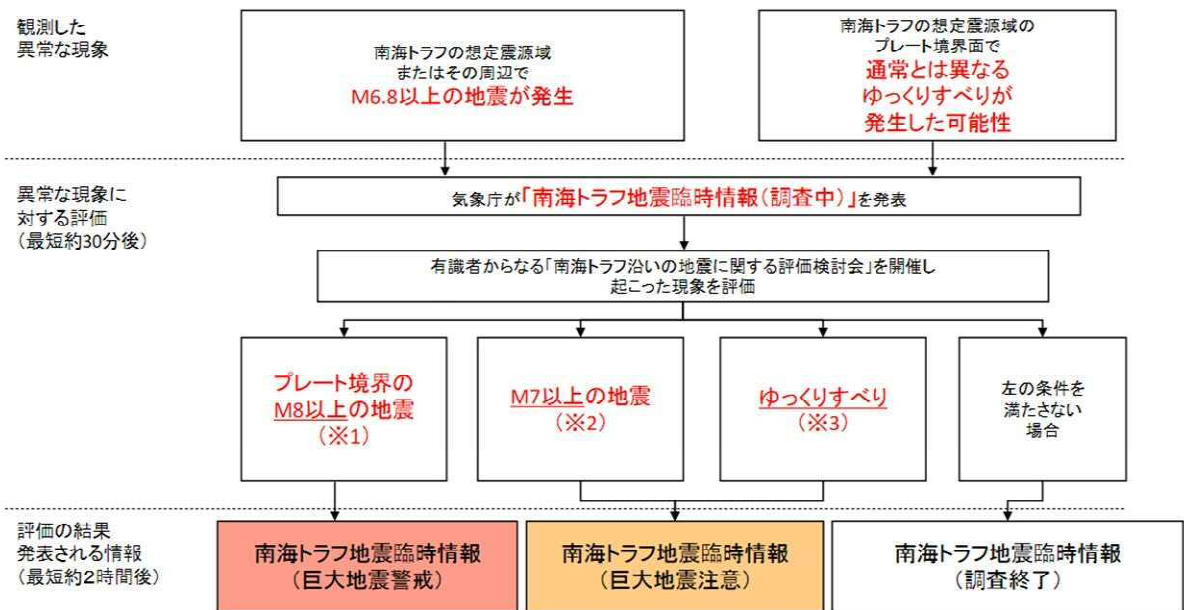 観測した
異常な現象
南海トラフの想定震源域
またはその周辺で
M6.8以上の地震が発生
南海トラフの想定震源域の
プレート境界面で
通常とは異なる
ゆっくりすべりが
発生した可能性
異常な現象に
対する評価
(最短約30分後)
気象庁が「南海トラフ地震臨時情報(調査中)」を発表
有識者からなる「南海トラフ沿いの地震に関する評価検討会」を開催し
起こった現象を評価
プレート境界の
M8以上の地震
(※1)
M7以上の地震
(※2)
ゆっくりすべり
(※3)
左の条件を
満たさない
場合
評価の結果
発表される情報
(最短約2時間後)
南海トラフ地震臨時情報
(巨大地震警戒)
南海トラフ地震臨時情報
(巨大地震注意)
南海トラフ地震臨時情報
(調査終了)